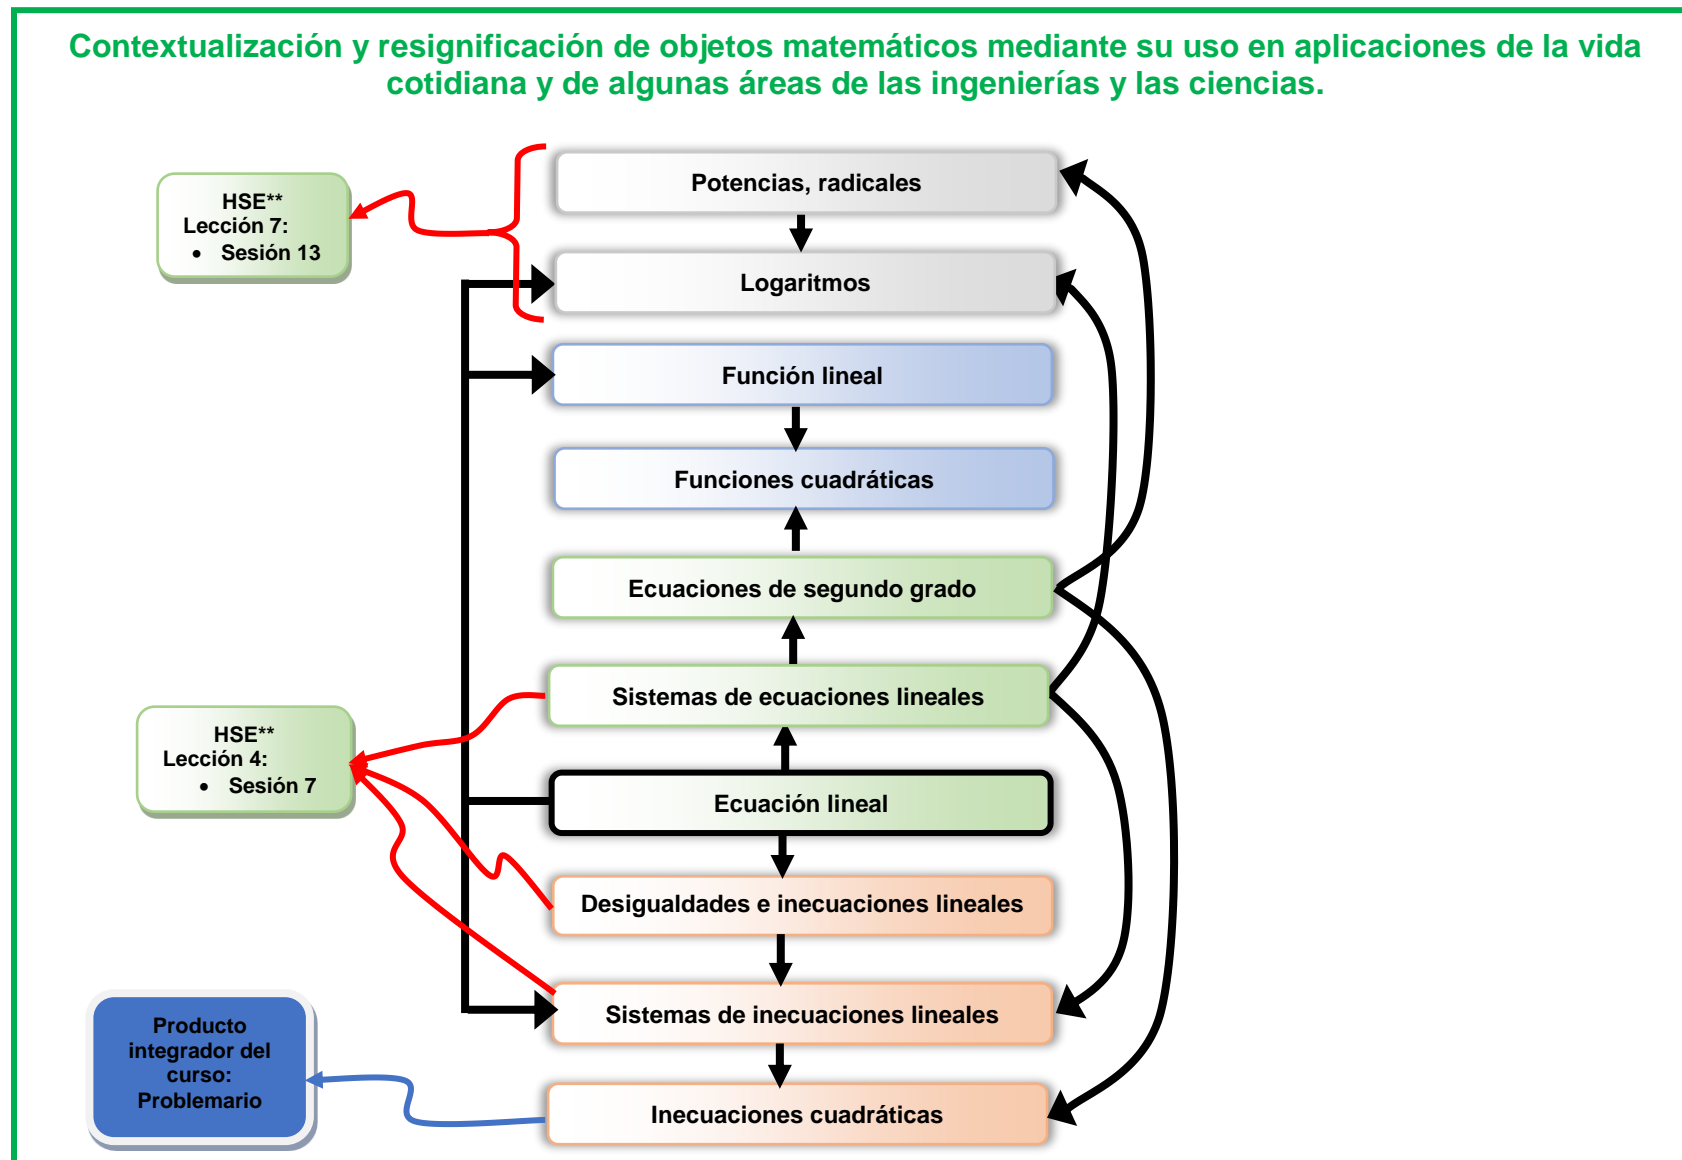 Contextualización y resignificación de objetos matemáticos mediante su uso en aplicaciones de la vida
cotidiana y de algunas áreas de las ingenierías y las ciencias.
Potencias, radicales
HSE**
Lección 7:
• Sesión 13
Logaritmos
Función lineal
Funciones cuadráticas
Ecuaciones de segundo grado
Sistemas de ecuaciones lineales
HSE**
Lección 4:
• Sesión 7
Ecuación lineal
Desigualdades e inecuaciones lineales
Sistemas de inecuaciones lineales
Producto
integrador del
curso:
Problemario
Inecuaciones cuadráticas